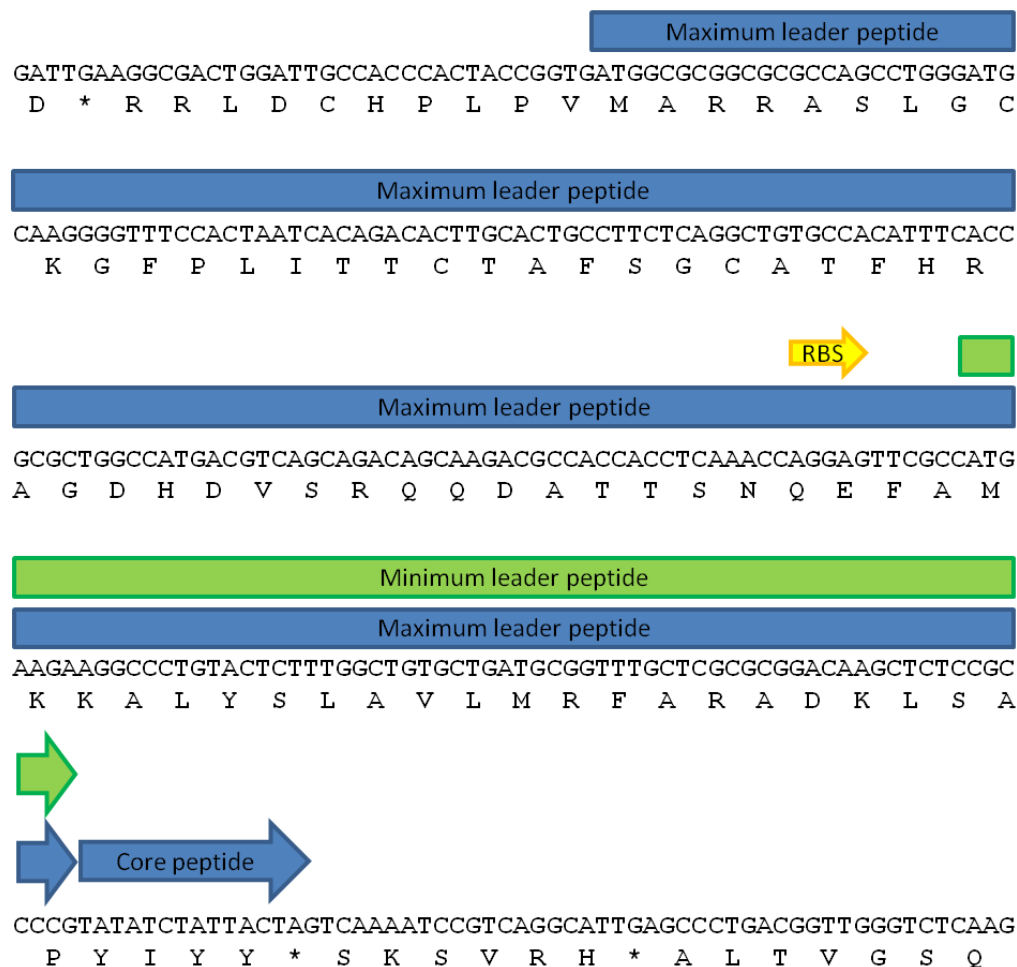 Maximum leader peptide
GATTGAAGGCGACTGGATTGCCACCCACTACCGGTGATGGCGCGGCGCGCCAGCCTGGGATG
D * R R L D C H P L P V M A R R A S L G C
Maximum leader peptide
CAAGGGGTTTCCACTAATCACAGACACTTGCACTGCCTTCTCAGGCTGTGCCACATTTCACC
K G F P L I T T C T A F S G C A T F H R
RBS
Maximum leader peptide
GCGCTGGCCATGACGTCAGCAGACAGCAAGACGCCACCACCTCAAACCAGGAGTTCGCCATG
A G D H D V S R Q Q D A T T S N Q E F A M
Minimum leader peptide
Maximum leader peptide
AAGAAGGCCCTGTACTCTTTGGCTGTGCTGATGCGGTTTGCTCGCGCGGACAAGCTCTCCGC
K K A L Y S L A V L M R F A R A D K L S A
Core peptide
CCCGTATATCTATTACTAGTCAAAATCCGTCAGGCATTGAGCCCTGACGGTTGGGTCTCAAG
P Y I Y Y * S K S V R H * A L T V G S Q